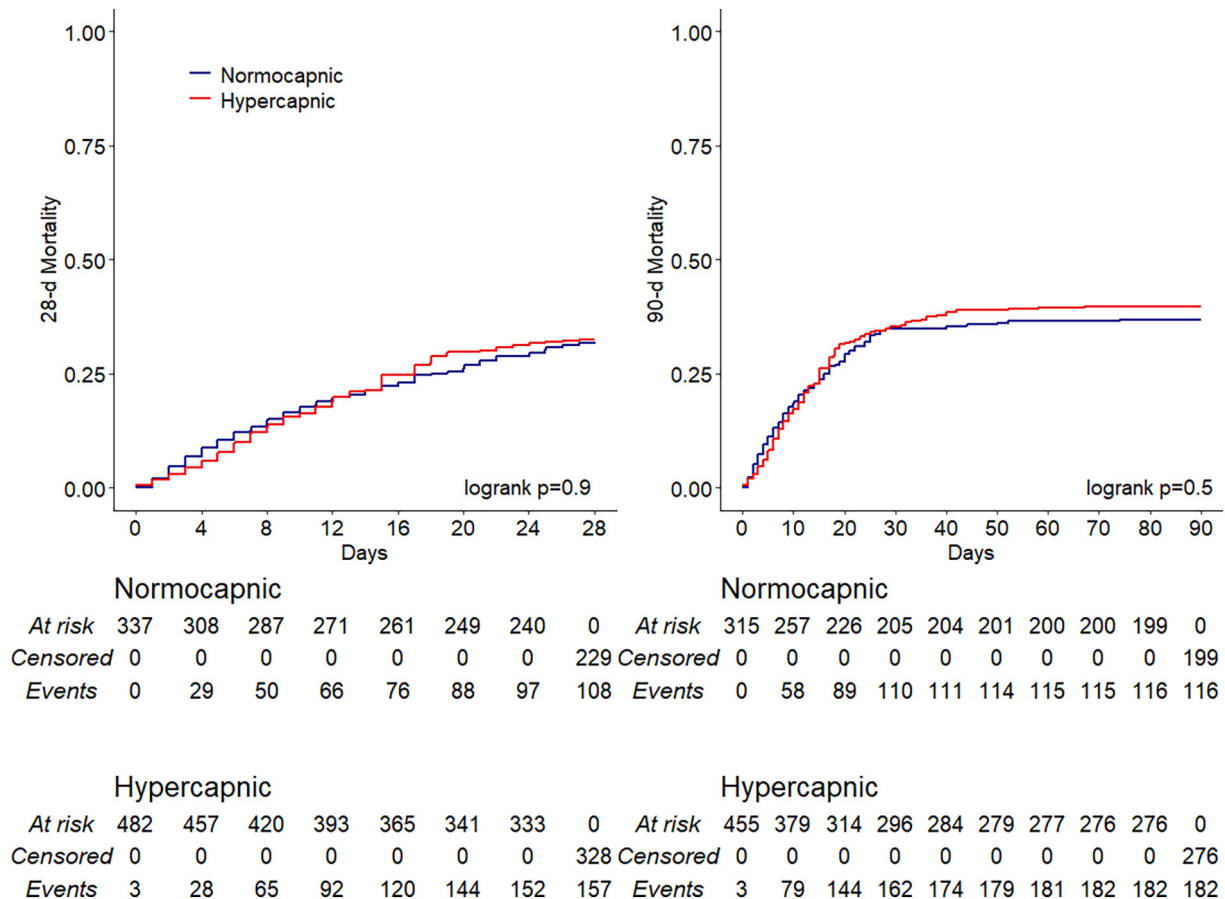 1.00
0.75
0.50
0.25
0.00
28-d Mortality
Normocapnic
Hypercapnic
logrank p=0.9
0 4 8 12 16 20 24 28
Days
1.00
0.75
0.50
0.25
0.00
90-d Mortality
logrank p=0.5
0 10 20 30 40 50 60 70 80 90
Days
Normocapnic
At risk 337 308 287 271 261 249 240 0
Censored 0 0 0 0 0 0 0 229
Events 0 29 50 66 76 88 97 108
Normocapnic
At risk 315 257 226 205 204 201 200 200 199 0
Censored 0 0 0 0 0 0 0 0 0 199
Events 0 58 89 110 111 114 115 115 116 116
Hypercapnic
At risk 482 457 420 393 365 341 333 0
Censored 0 0 0 0 0 0 0 328
Events 3 28 65 92 120 144 152 157
Hypercapnic
At risk 455 379 314 296 284 279 277 276 276 0
Censored 0 0 0 0 0 0 0 0 0 276
Events 3 79 144 162 174 179 181 182 182 182